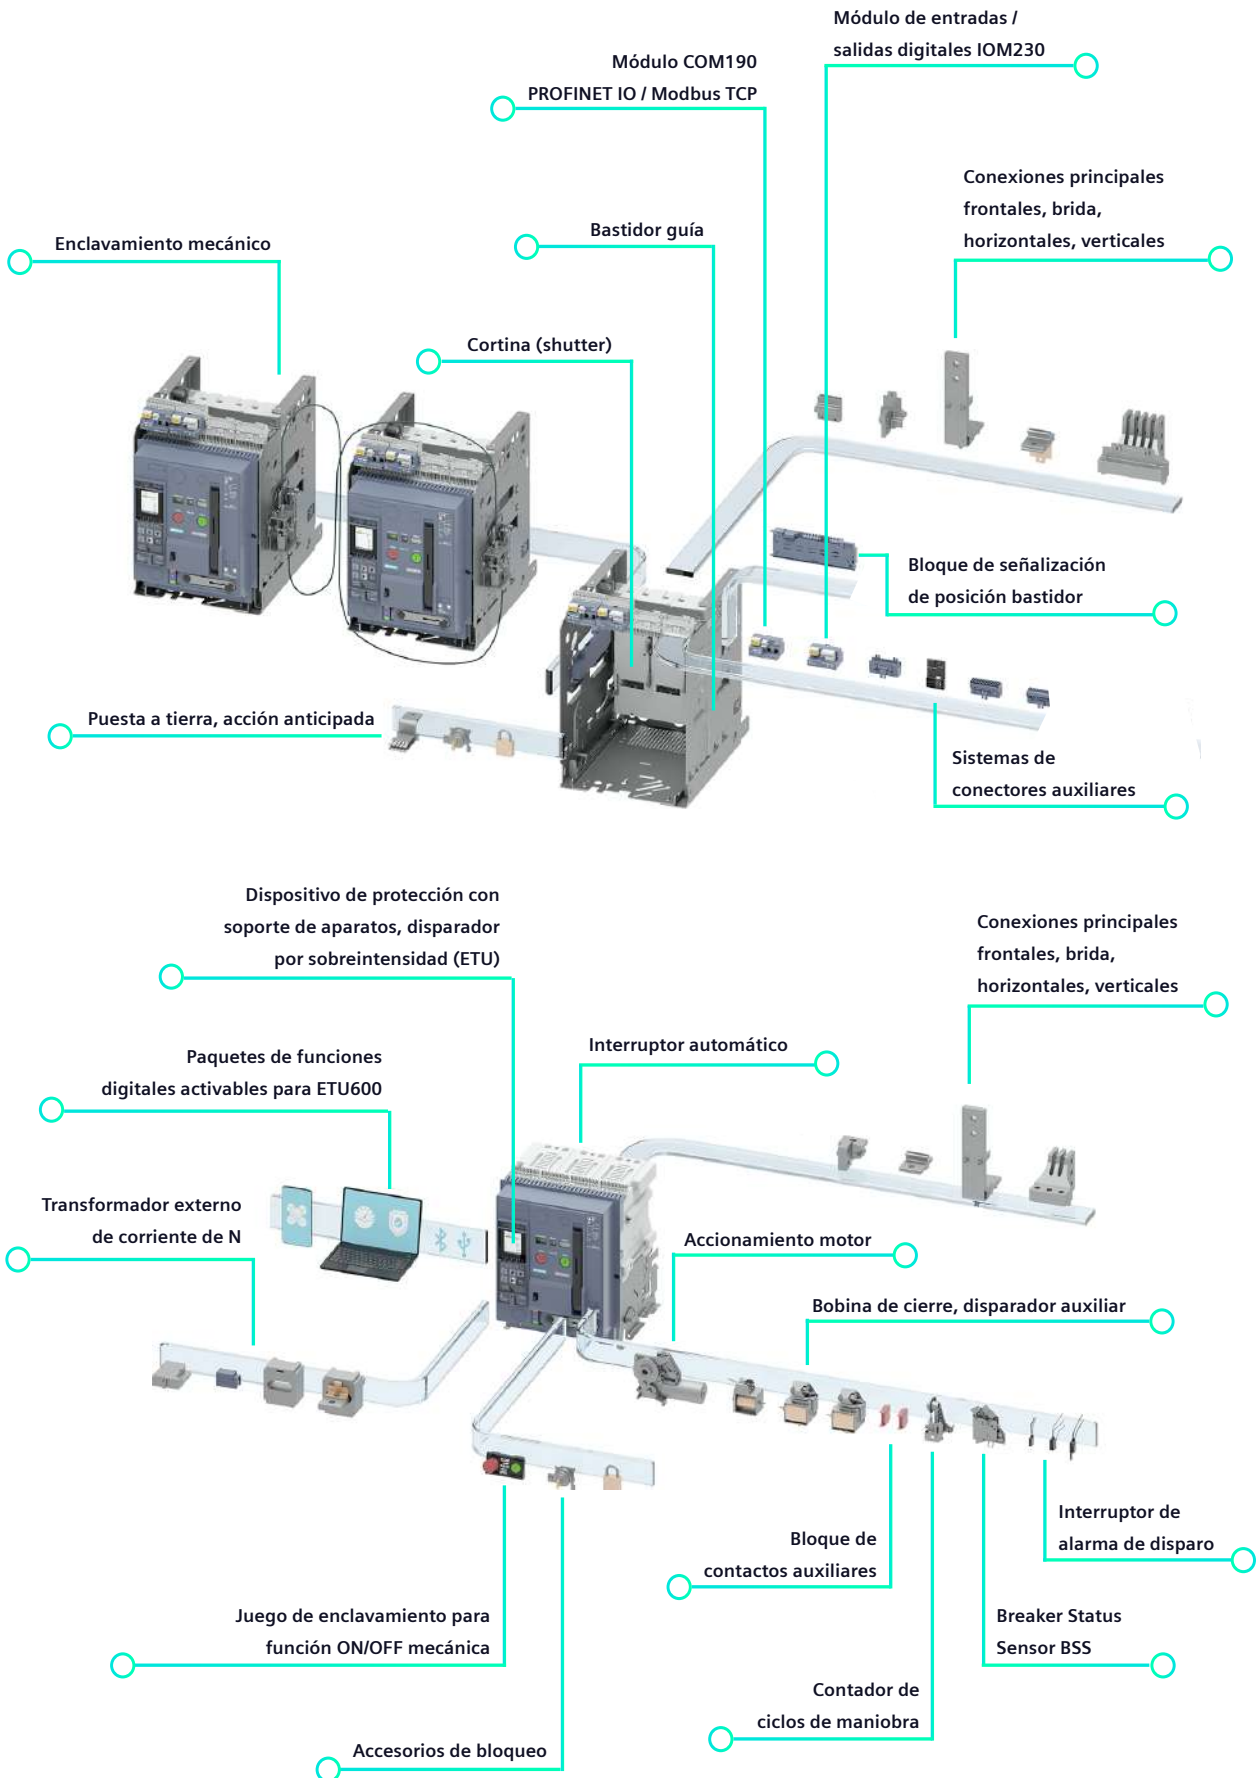 Módulo de entradas /
salidas digitales IOM230
Módulo COM190
PROFINET IO / Modbus TCP
Conexiones principales
frontales, brida,
horizontales, verticales
Bastidor guía
Enclavamiento mecánico
Cortina (shutter)
Bloque de señalización
de posición bastidor
Puesta a tierra, acción anticipada
Sistemas de
conectores auxiliares
Dispositivo de protección con
soporte de aparatos, disparador
por sobreintensidad (ETU)
Conexiones principales
frontales, brida,
horizontales, verticales
Interruptor automático
Paquetes de funciones
digitales activables para ETU600
Transformador externo
de corriente de N
Accionamiento motor
Bobina de cierre, disparador auxiliar
Interruptor de
alarma de disparo
Bloque de
contactos auxiliares
Juego de enclavamiento para
función ON/OFF mecánica
Breaker Status
Sensor BSS
Contador de
ciclos de maniobra
Accesorios de bloqueo